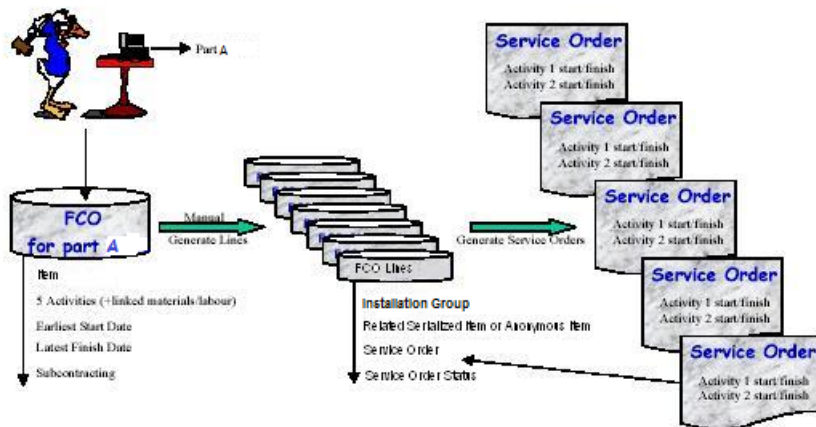 Part A
FCO
for part A
Item
5 Activities (+linked materials/labour)
Earliest Start Date
Latest Finish Date
Subcontracting
Manual
Generate Lines
FCO Lines
Installation Group
Related Serialized Item or Anonymous Item
Service Order
Service Order Status
Generate Service Orders
Service Order
Activity 1 start/finish
Activity 2 start/finish
Service Order
Activity 1 start/finish
Activity 2 start/finish
Service Order
Activity 1 start/finish
Activity 2 start/finish
Service Order
Activity 1 start/finish
Activity 2 start/finish
Service Order
Activity 1 start/finish
Activity 2 start/finish